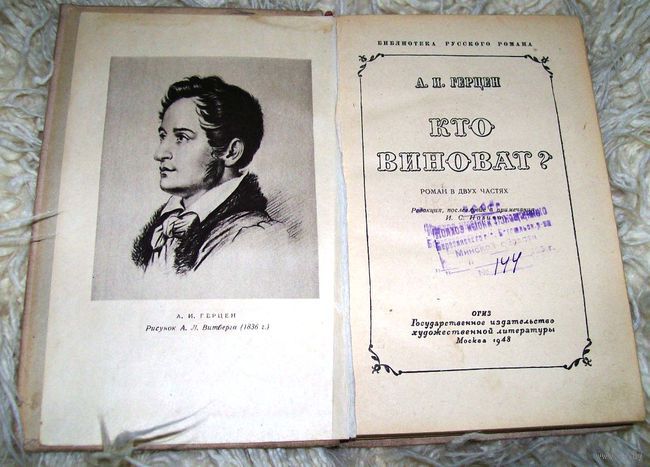 А. И. ГЕРЦЕН
Рисунок А. Л. Витберга (1836 г.)
БИБЛИОТЕКА РУССКОГО РОМАНА
А. И. ГЕРЦЕН
КТО
ВИНОВАТ?
РОМАН В ДВУХ ЧАСТЯХ
Редакция, послесловие и примечания
И. С.
Минской
№ 144
ОГИЗ
Государственное издательство
художественной литературы
Москва 1948